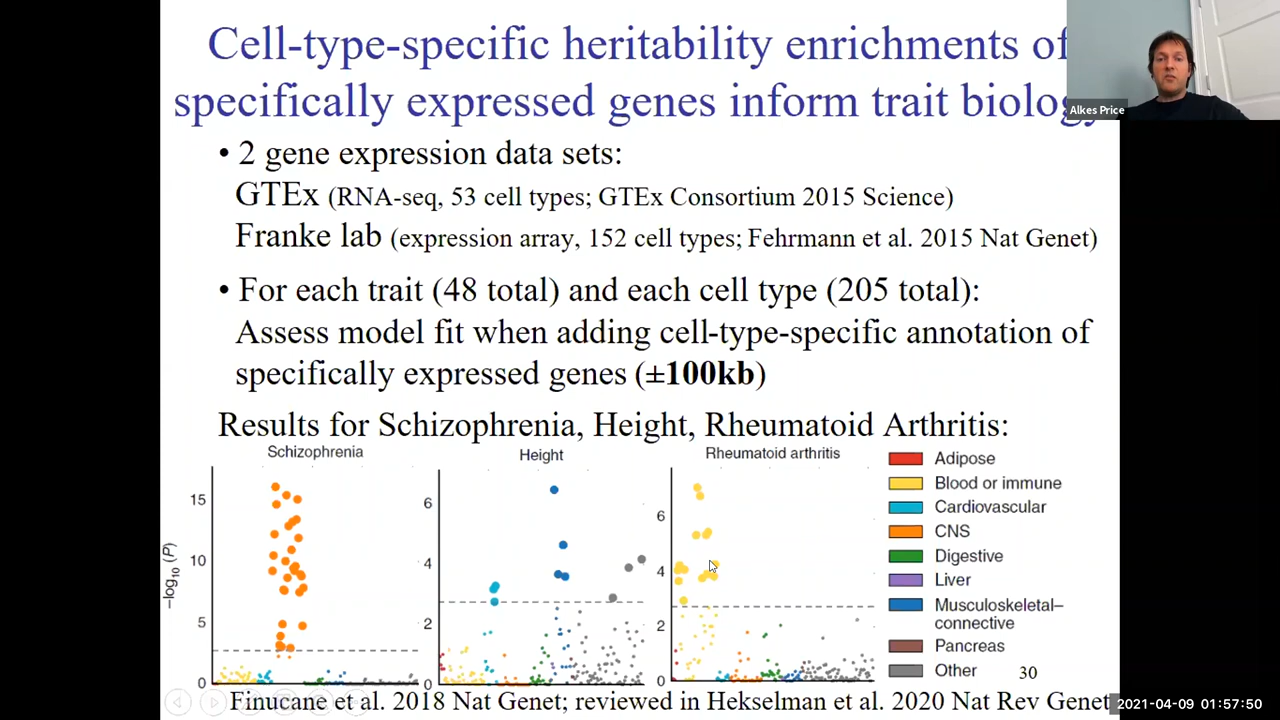 Cell-type-specific heritability enrichments of
specifically expressed genes inform trait biology
Alkes Price
• 2 gene expression data sets:
GTEx (RNA-seq, 53 cell types; GTEx Consortium 2015 Science)
Franke lab (expression array, 152 cell types; Fehrmann et al. 2015 Nat Genet)
• For each trait (48 total) and each cell type (205 total):
Assess model fit when adding cell-type-specific annotation of
specifically expressed genes (±100kb)
Results for Schizophrenia, Height, Rheumatoid Arthritis:
Schizophrenia
Height
Rheumatoid arthritis
−log10 (P)
15
10
5
0
6
4
2
0
6
4
2
0
Adipose
Blood or immune
Cardiovascular
CNS
Digestive
Liver
Musculoskeletal–
connective
Pancreas
Other
30
Finucane et al. 2018 Nat Genet; reviewed in Hekselman et al. 2020 Nat Rev Genet
2021-04-09 01:57:50